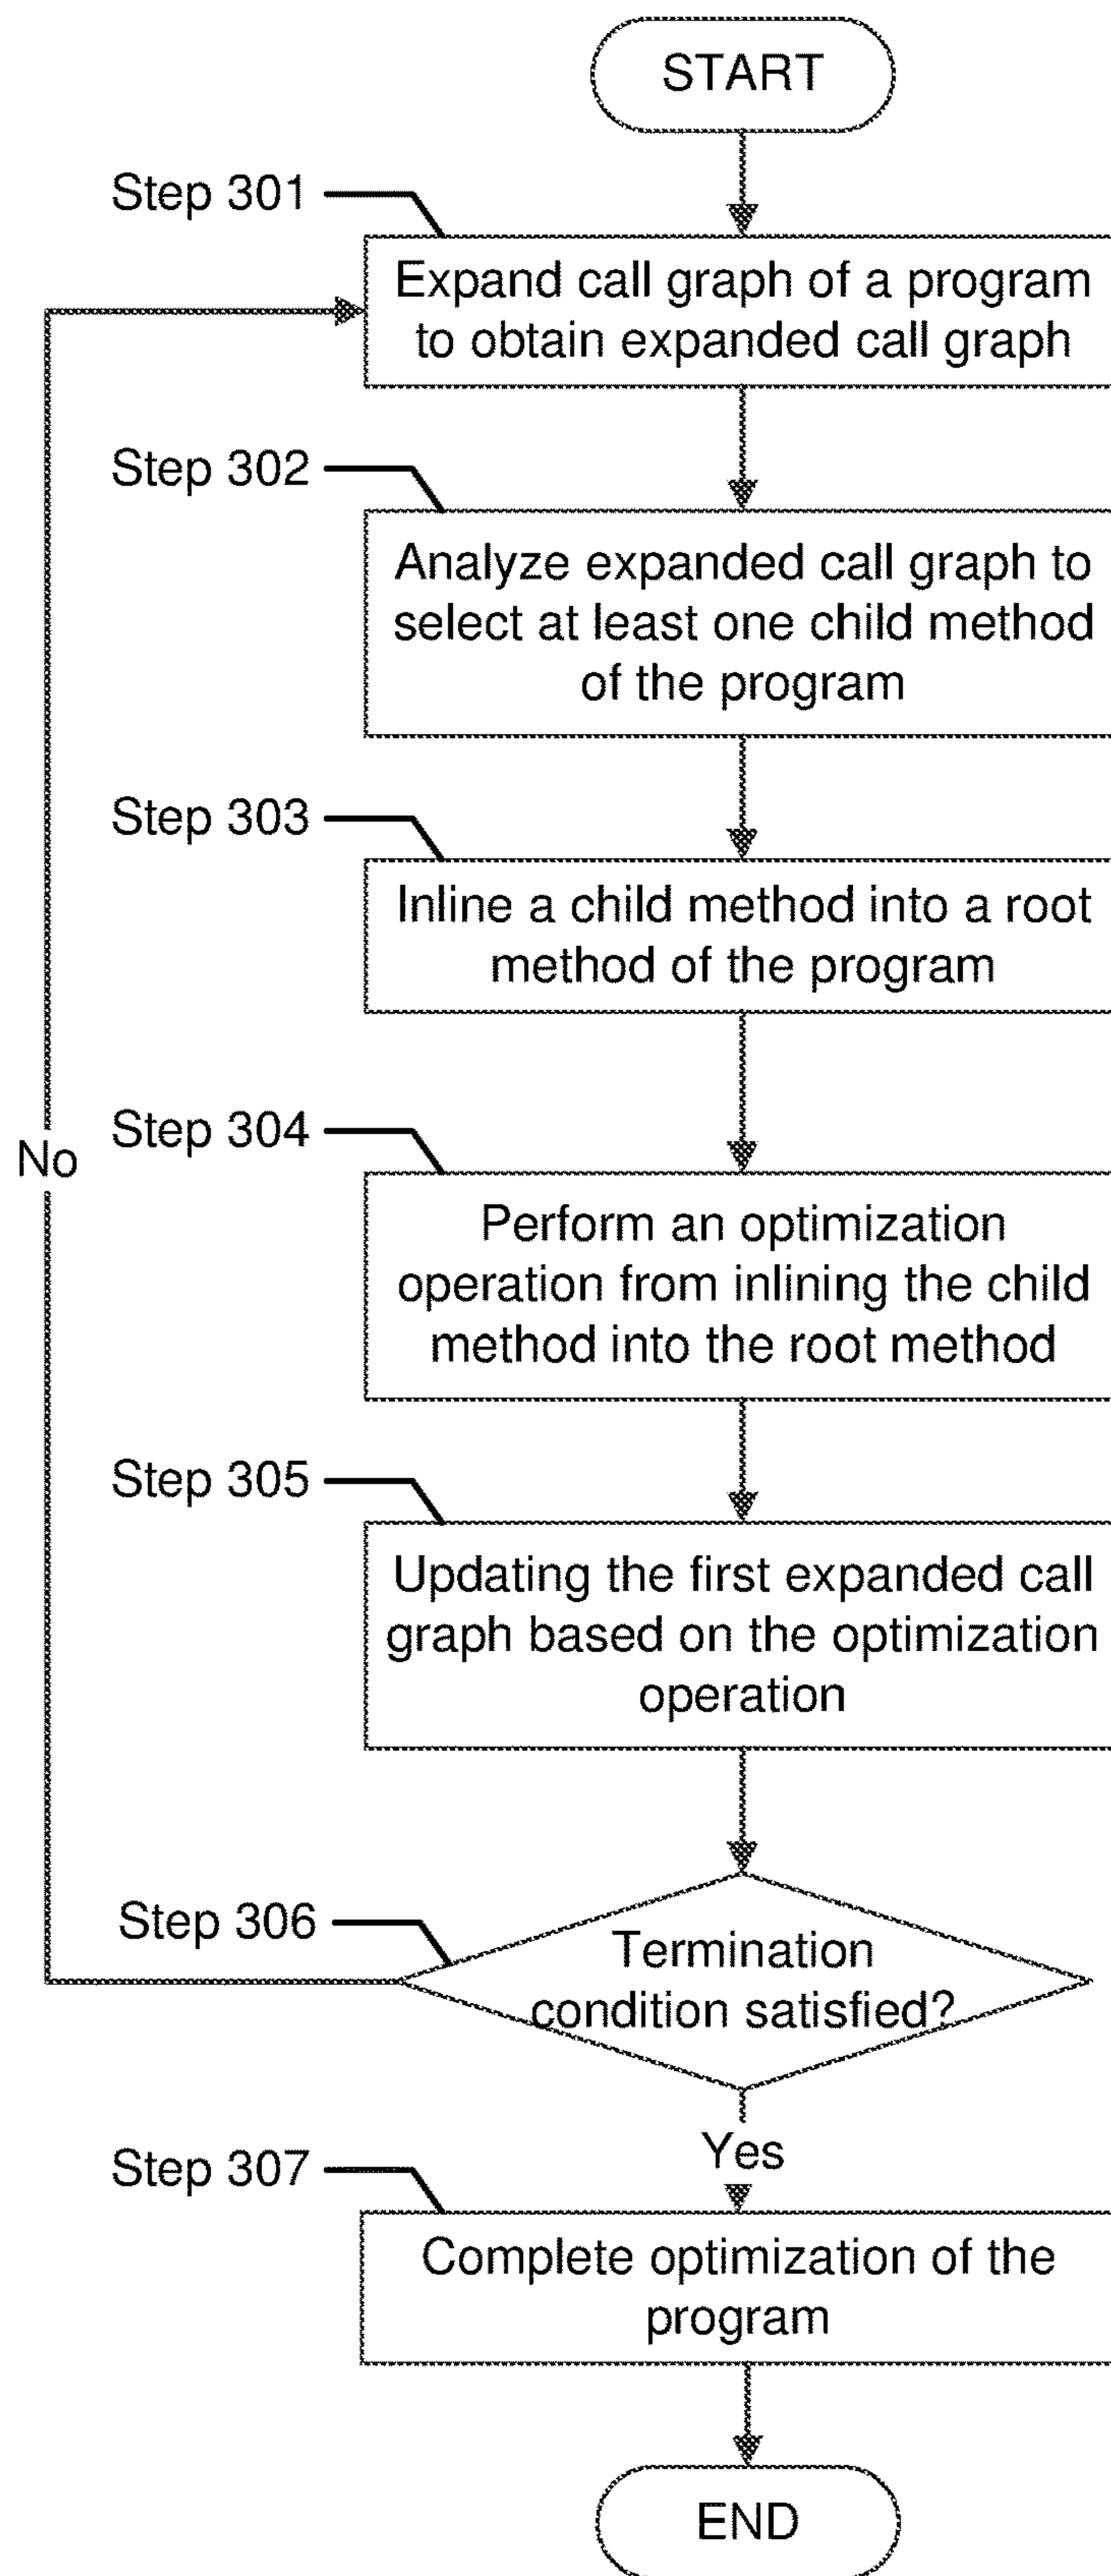 START
Step 301
Expand call graph of a program
to obtain expanded call graph
Step 302
Analyze expanded call graph to
select at least one child method
of the program
Step 303
Inline a child method into a root
method of the program
Step 304
No
Perform an optimization
operation from inlining the child
method into the root method
Step 305
Updating the first expanded call
graph based on the optimization
operation
Step 306
Termination
condition satisfied?
Yes
Step 307
Complete optimization of the
program
END